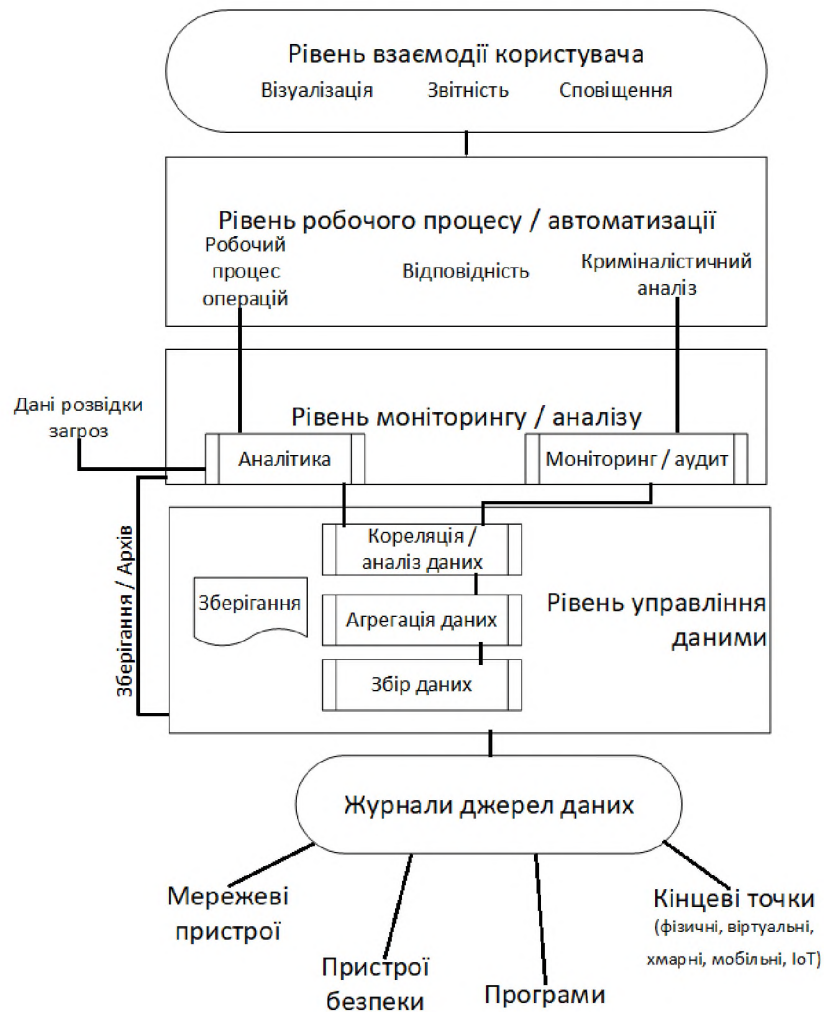 Рівень взаємодії користувача
Візуалізація Звітність Сповіщення
Рівень робочого процесу / автоматизації
Робочий
процес
операцій
Відповідність
Криміналістичний
аналіз
Дані розвідки
загроз
Рівень моніторингу / аналізу
Аналітика
Моніторинг / аудит
Зберігання / Архів
Кореляція /
аналіз даних
Зберігання
Агрегація даних
Рівень управління
даними
Збір даних
Журнали джерел даних
Мережеві
пристрої
Пристрої
безпеки
Програми
Кінцеві точки
(фізичні, віртуальні,
хмарні, мобільні, IoT)